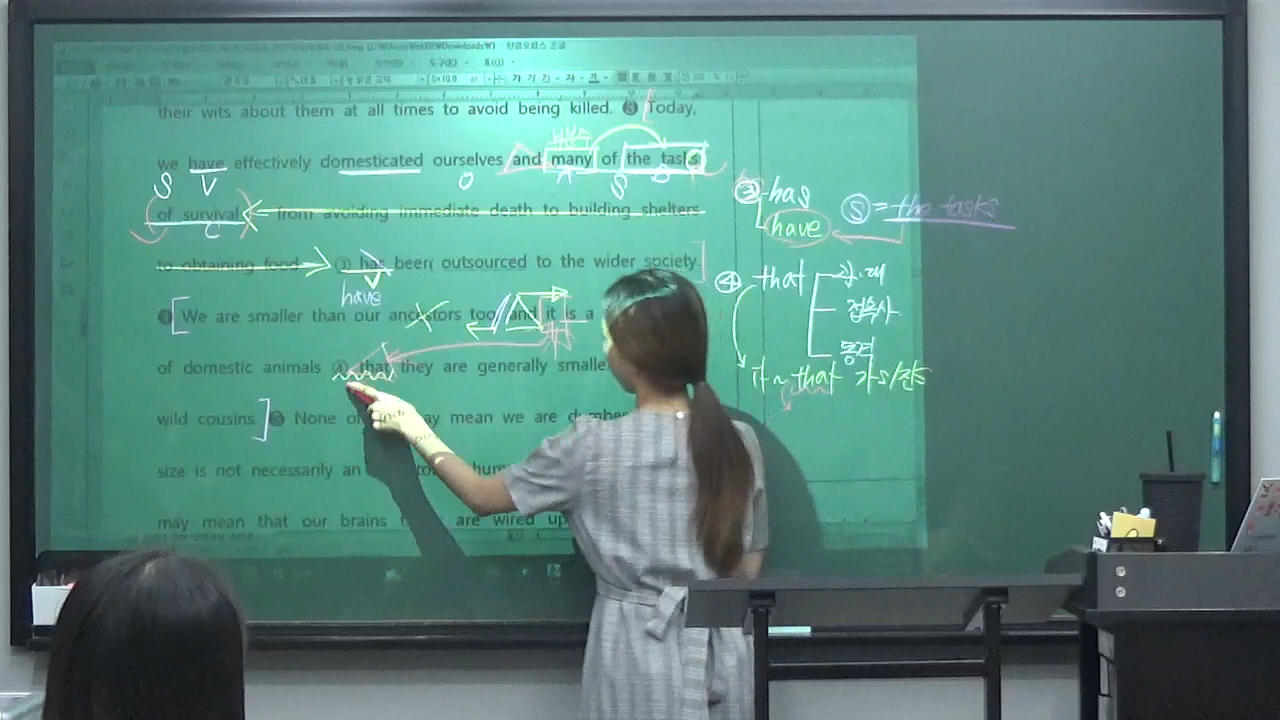 their wits about them at all times to avoid being killed. ❸ Today,
we have effectively domesticated ourselves and many of the tasks
S V O S
of survival — from avoiding immediate death to building shelters
C
to obtaining food — ③ has been outsourced to the wider society.
have
❹ We are smaller than our ancestors too, and it is a
of domestic animals ④ that they are generally smalle
wild cousins. ❺ None of may mean we are dumber
size is not necessarily an
may mean that our brains are wired up
③ has
have
Ⓢ = the tasks
④ that
관·대
접속사
동격
it ~ that 가S/진S